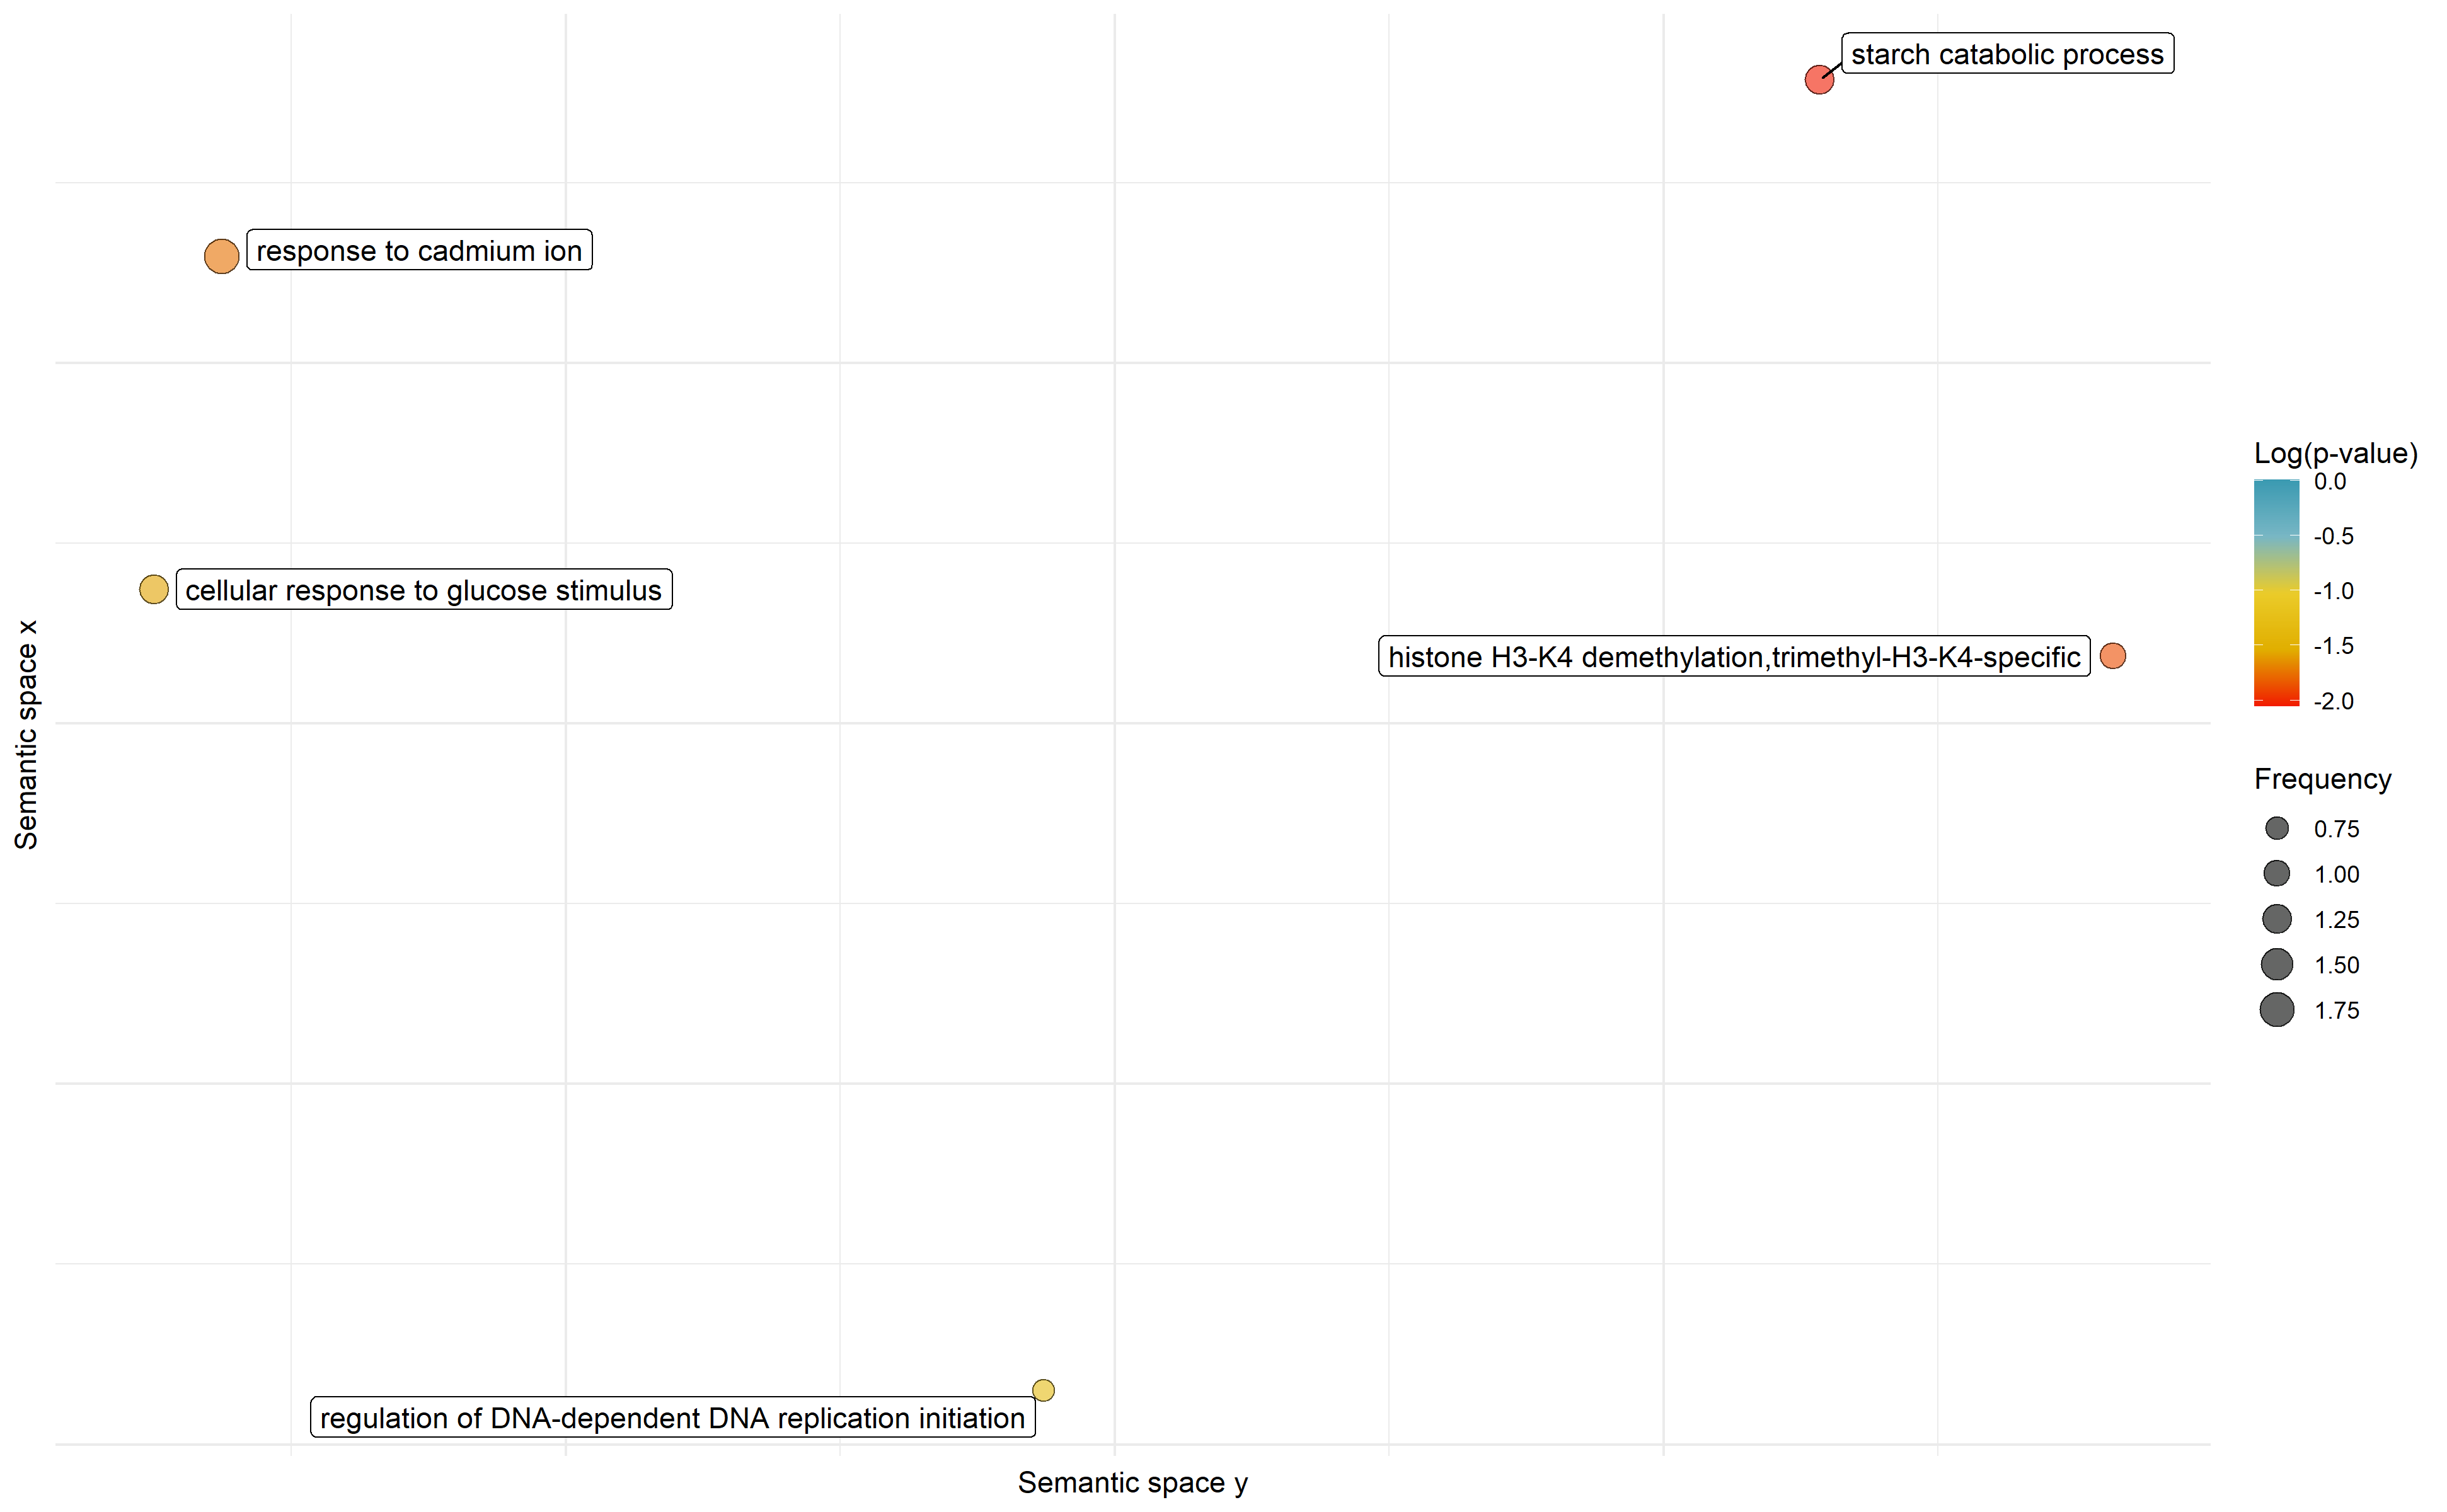 starch catabolic process
response to cadmium ion
cellular response to glucose stimulus
histone H3-K4 demethylation,trimethyl-H3-K4-specific
regulation of DNA-dependent DNA replication initiation
Semantic space x
Semantic space y
Log(p-value)
0.0
-0.5
-1.0
-1.5
-2.0
Frequency
0.75
1.00
1.25
1.50
1.75